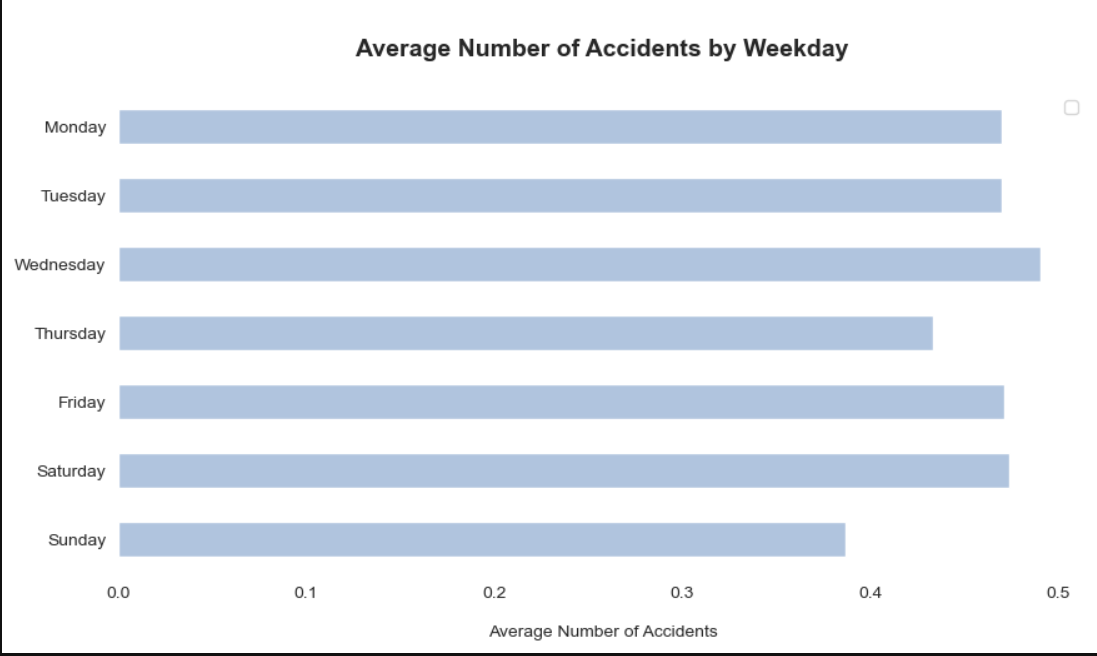 Average Number of Accidents by Weekday
Monday
Tuesday
Wednesday
Thursday
Friday
Saturday
Sunday
0.0 0.1 0.2 0.3 0.4 0.5
Average Number of Accidents